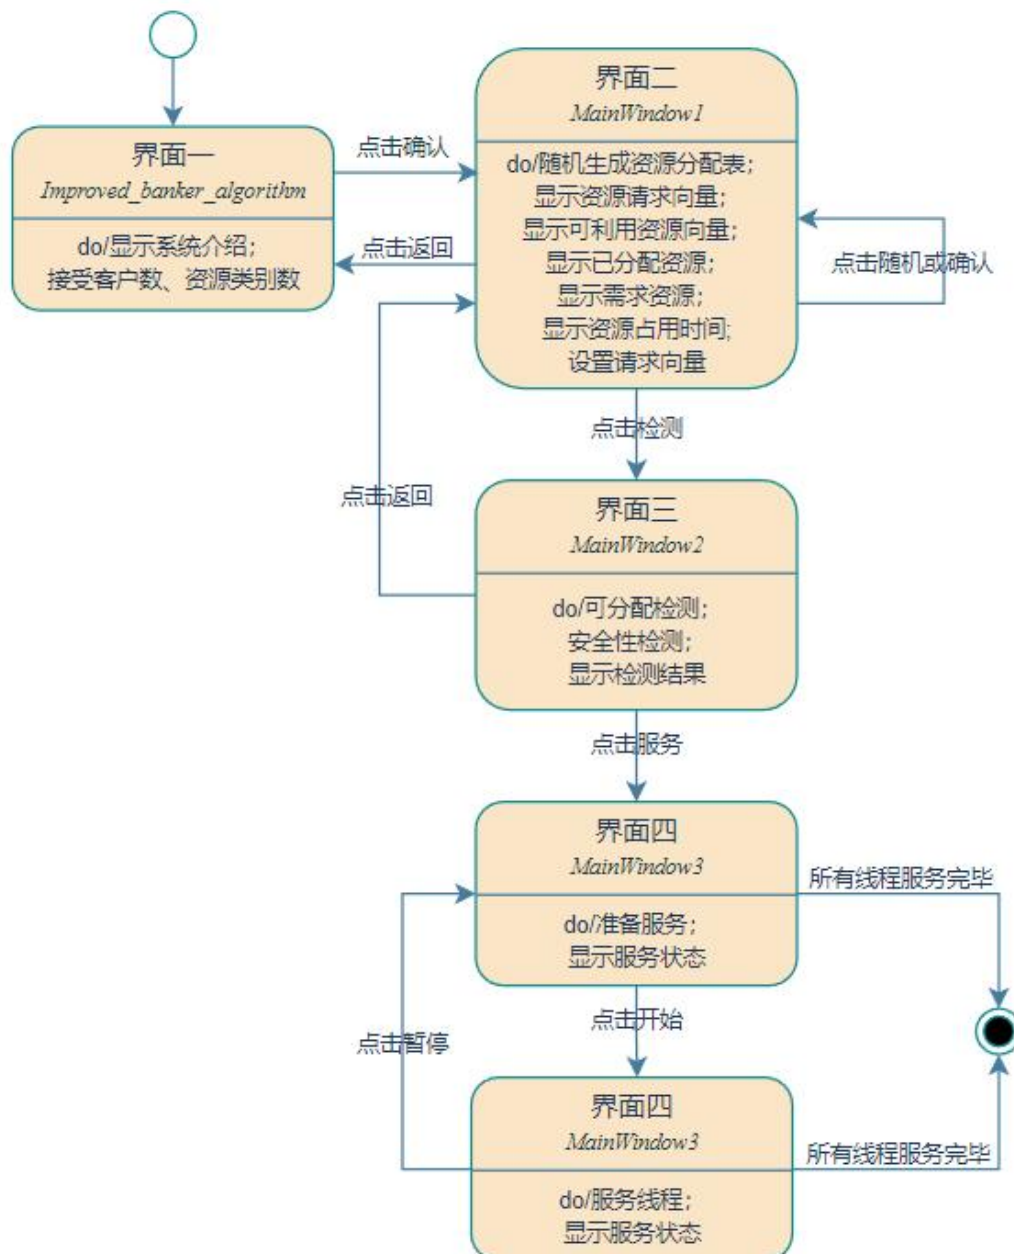 界面一
Improved_banker_algorithm
do/显示系统介绍；
接受客户数、资源类别数
点击确认
点击返回
界面二
MainWindow1
do/随机生成资源分配表；
显示资源请求向量；
显示可利用资源向量；
显示已分配资源；
显示需求资源；
显示资源占用时间;
设置请求向量
点击随机或确认
点击检测
点击返回
界面三
MainWindow2
do/可分配检测；
安全性检测；
显示检测结果
点击服务
界面四
MainWindow3
do/准备服务；
显示服务状态
所有线程服务完毕
点击开始
点击暂停
界面四
MainWindow3
do/服务线程；
显示服务状态
所有线程服务完毕